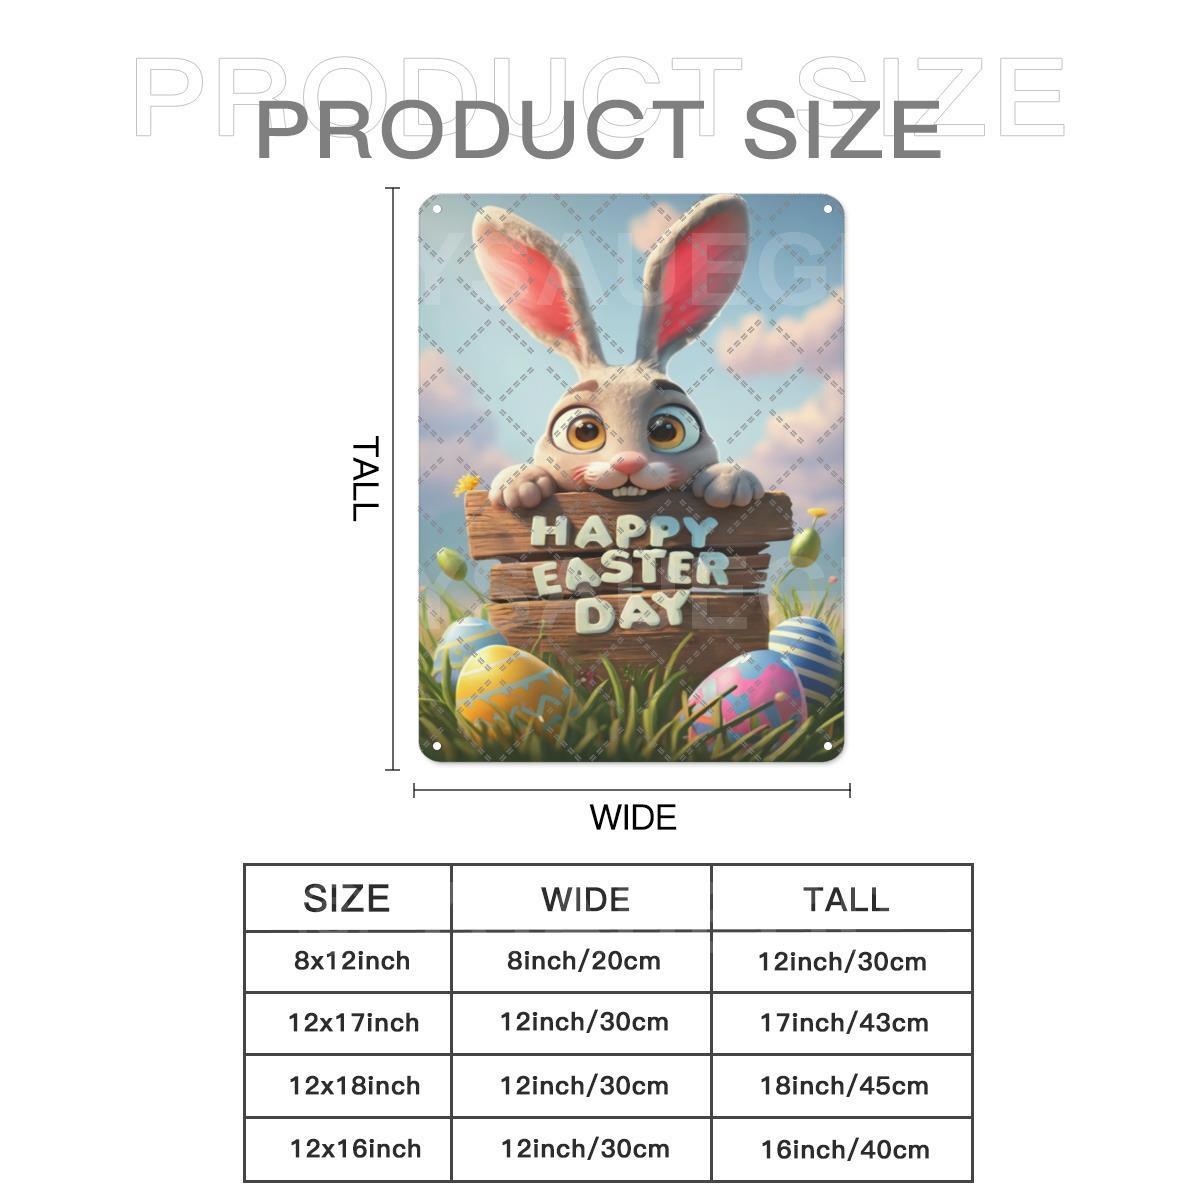 PRODUCT SIZE
PRODUCT SIZE
TALL
HAPPY
EASTER
DAY
WIDE
SIZE WIDE TALL
8x12inch 8inch/20cm 12inch/30cm
12x17inch 12inch/30cm 17inch/43cm
12x18inch 12inch/30cm 18inch/45cm
12x16inch 12inch/30cm 16inch/40cm